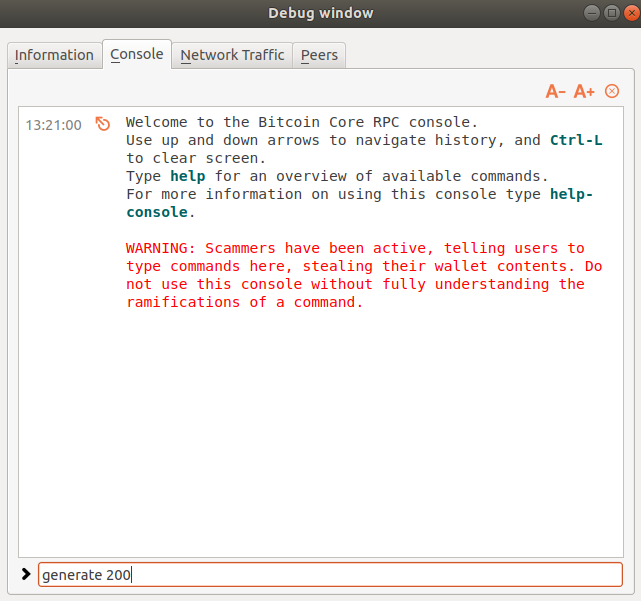 Debug window
Information Console Network Traffic Peers
A- A+
13:21:00 Welcome to the Bitcoin Core RPC console.
Use up and down arrows to navigate history, and Ctrl-L
to clear screen.
Type help for an overview of available commands.
For more information on using this console type help-
console.
WARNING: Scammers have been active, telling users to
type commands here, stealing their wallet contents. Do
not use this console without fully understanding the
ramifications of a command.
generate 200